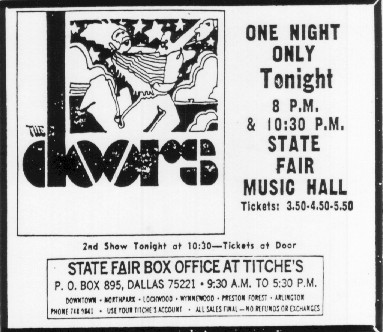 THE
doors
ONE NIGHT
ONLY
Tonight
8 P.M.
& 10:30 P.M.
STATE
FAIR
MUSIC HALL
Tickets: 3.50-4.50-5.50
2nd Show Tonight at 10:30—Tickets at Door
STATE FAIR BOX OFFICE AT TITCHE'S
P. O. BOX 895, DALLAS 75221 • 9:30 A.M. TO 5:30 P.M.
DOWNTOWN • NORTHPARK • LOCHWOOD • WYNNEWOOD • PRESTON FOREST • ARLINGTON
PHONE • USE YOUR TITCHE'S ACCOUNT • ALL SALES FINAL — NO REFUNDS OR EXCHANGES